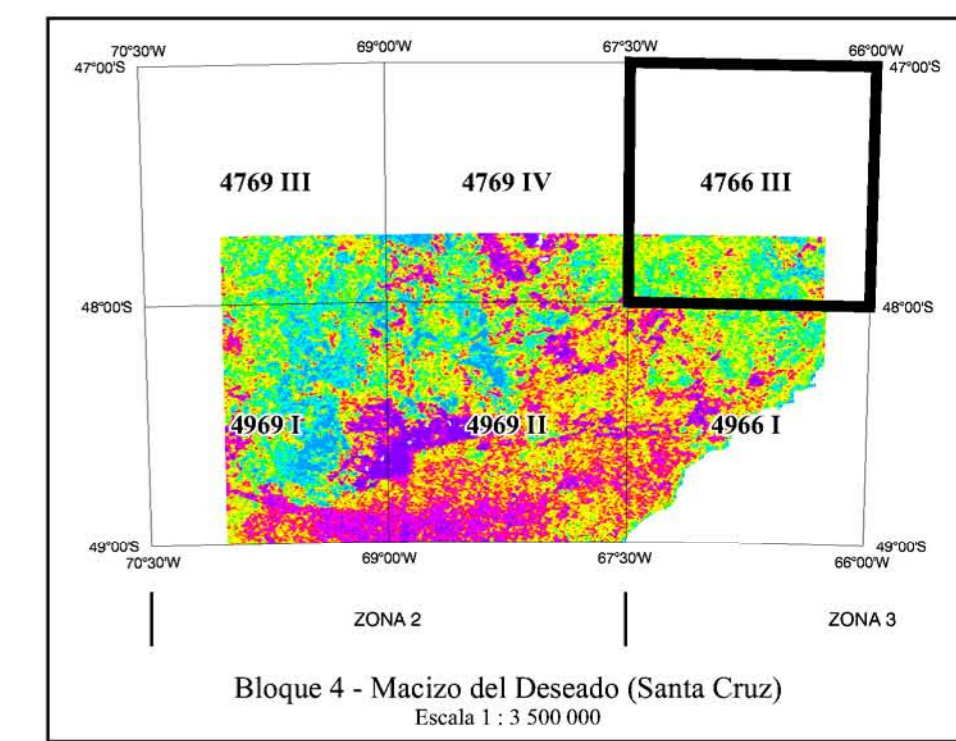 70°30'W 69°00'W 67°30'W 66°00'W
47°00'S 47°00'S
4769 III 4769 IV 4766 III
48°00'S 48°00'S
4969 I 4969 II 4966 I
49°00'S 49°00'S
70°30'W 69°00'W 67°30'W 66°00'W
ZONA 2 ZONA 3
Bloque 4 - Macizo del Deseado (Santa Cruz)
Escala 1 : 3 500 000